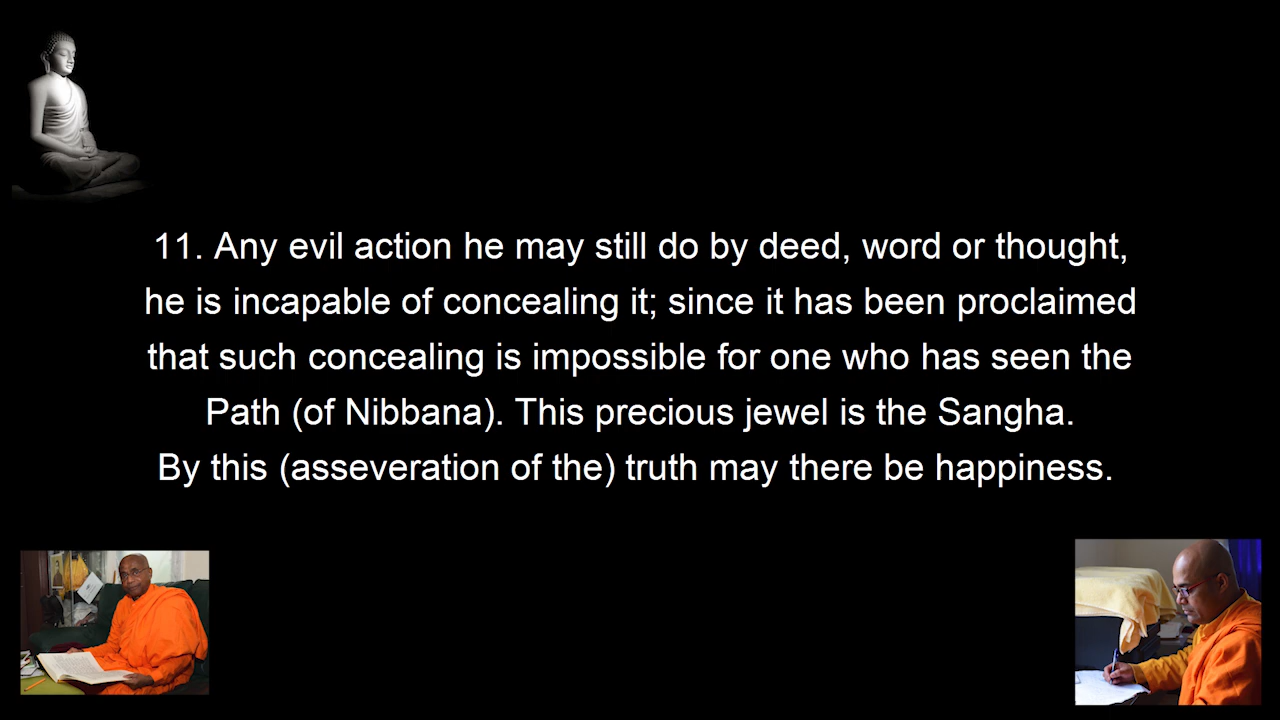 11. Any evil action he may still do by deed, word or thought,
he is incapable of concealing it; since it has been proclaimed
that such concealing is impossible for one who has seen the
Path (of Nibbana). This precious jewel is the Sangha.
By this (asseveration of the) truth may there be happiness.